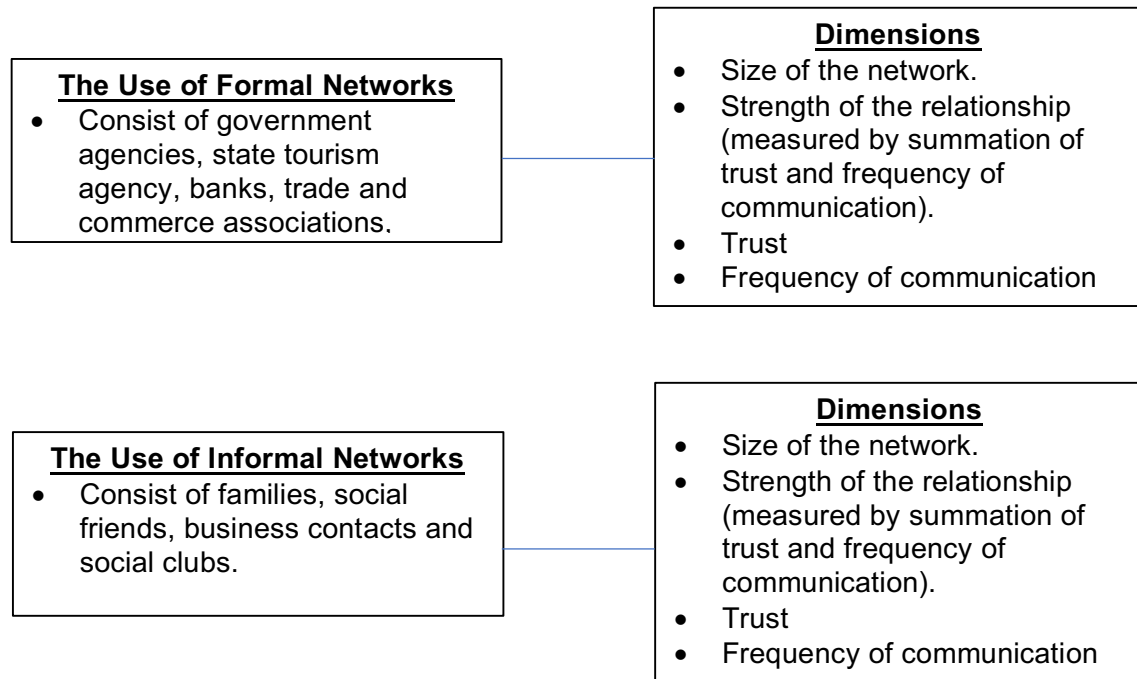 The Use of Formal Networks
• Consist of government
agencies, state tourism
agency, banks, trade and
commerce associations.
Dimensions
• Size of the network.
• Strength of the relationship
(measured by summation of
trust and frequency of
communication).
• Trust
• Frequency of communication
The Use of Informal Networks
• Consist of families, social
friends, business contacts and
social clubs.
Dimensions
• Size of the network.
• Strength of the relationship
(measured by summation of
trust and frequency of
communication).
• Trust
• Frequency of communication